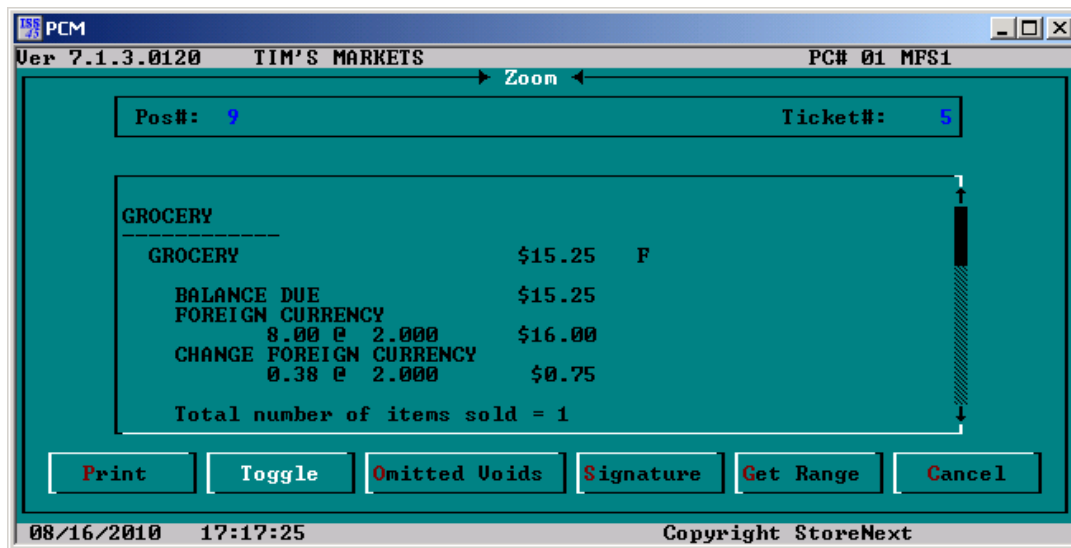 ISS 45 PCM
Ver 7.1.3.0120 TIM'S MARKETS PC# 01 MFS1
Zoom
Pos#: 9 Ticket#: 5
GROCERY
------------
GROCERY $15.25 F
BALANCE DUE $15.25
FOREIGN CURRENCY
8.00 @ 2.000 $16.00
CHANGE FOREIGN CURRENCY
0.38 @ 2.000 $0.75
Total number of items sold = 1
Print Toggle Omitted Voids Signature Get Range Cancel
08/16/2010 17:17:25 Copyright StoreNext